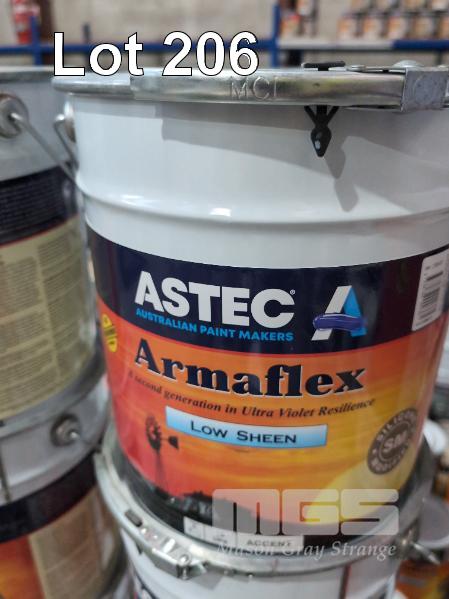 Lot 206
MCI
ASTEC
AUSTRALIAN PAINT MAKERS
Armaflex
A second generation in Ultra Violet Resilience
LOW SHEEN
SM
MGS
Mason Gray Strange
ACCENT